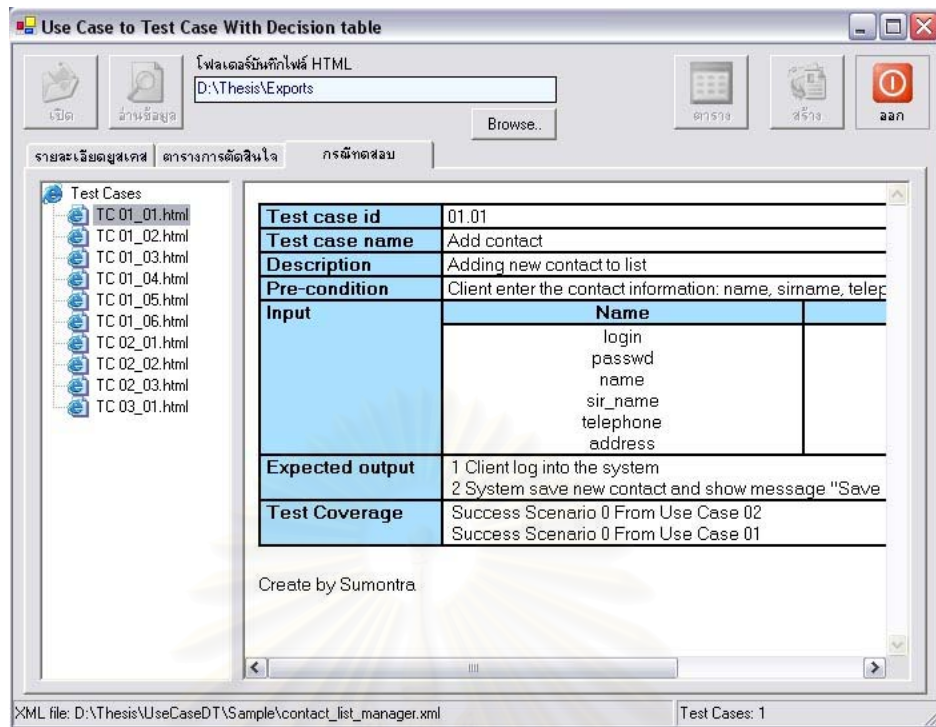 Use Case to Test Case With Decision table
เปิด
อ่านข้อมูล
โฟลเดอร์บันทึกไฟล์ HTML
D:\Thesis\Exports
Browse..
ตาราง
สร้าง
ออก
รายละเอียดยูสเคส ตารางการตัดสินใจ กรณีทดสอบ
Test Cases
TC 01_01.html
TC 01_02.html
TC 01_03.html
TC 01_04.html
TC 01_05.html
TC 01_06.html
TC 02_01.html
TC 02_02.html
TC 02_03.html
TC 03_01.html
Test case id 01.01
Test case name Add contact
Description Adding new contact to list
Pre-condition Client enter the contact information: name, sirname, telep
Input Name
login
passwd
name
sir_name
telephone
address
Expected output 1 Client log into the system
2 System save new contact and show message "Save
Test Coverage Success Scenario 0 From Use Case 02
Success Scenario 0 From Use Case 01
Create by Sumontra
XML file: D:\Thesis\UseCaseDT\Sample\contact_list_manager.xml Test Cases: 1